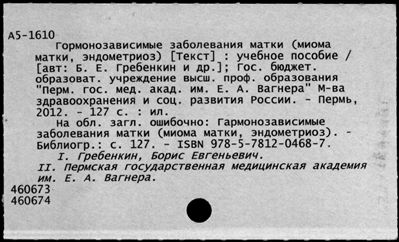 А5-1610
Гормонозависимые заболевания матки (миома
матки, эндометриоз) [Текст] : учебное пособие /
[авт: Б. Е. Гребенкин и др.]; Гос. бюджет.
образоват. учреждение высш. проф. образования
"Перм. гос. мед. акад. им. Е. А. Вагнера" М-ва
здравоохранения и соц. развития России. - Пермь,
2012. - 127 с. : ил.
На обл. загл. ошибочно: Гармонозависимые
заболевания матки (миома матки, эндометриоз). -
Библиогр.: с. 127. - ISBN 978-5-7812-0468-7.
I. Гребенкин, Борис Евгеньевич.
II. Пермская государственная медицинская академия
им. Е. А. Вагнера.
460673
460674